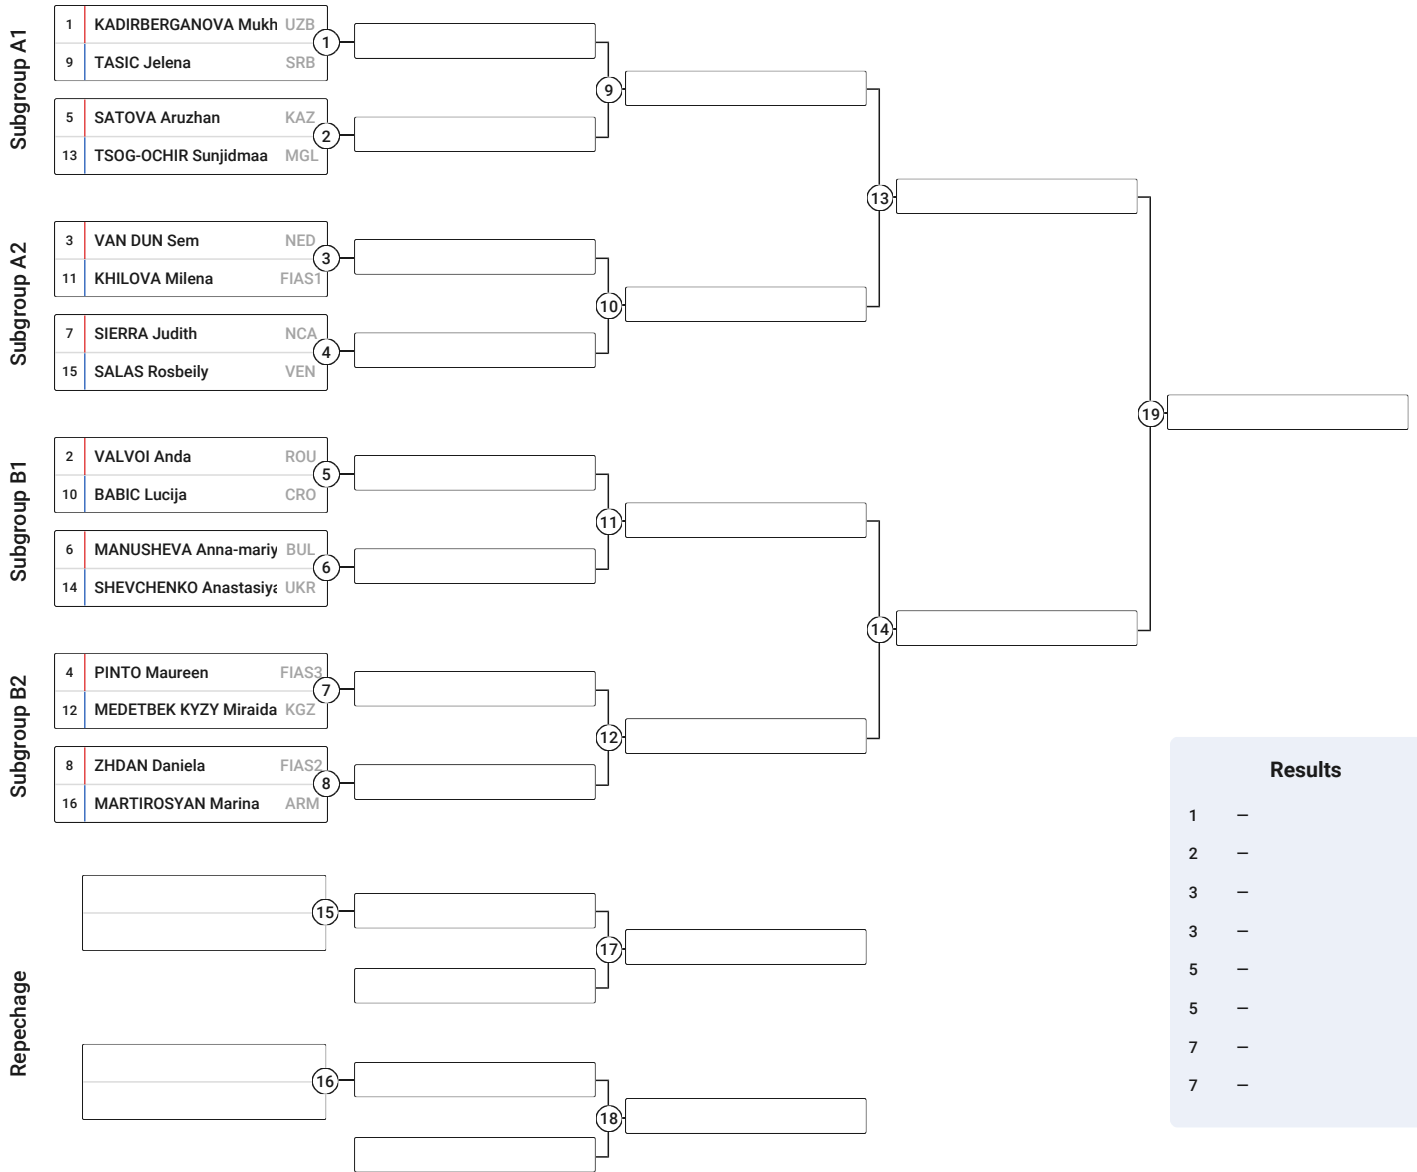 Subgroup A1
1 KADIRBERGANOVA Mukh UZB
9 TASIC Jelena SRB
1
5 SATOVA Aruzhan KAZ
13 TSOG-OCHIR Sunjidmaa MGL
2
9
Subgroup A2
3 VAN DUN Sem NED
11 KHILOVA Milena FIAS1
3
7 SIERRA Judith NCA
15 SALAS Rosbeily VEN
4
10
13
Subgroup B1
2 VALVOI Anda ROU
10 BABIC Lucija CRO
5
6 MANUSHEVA Anna-mariy BUL
14 SHEVCHENKO Anastasiya UKR
6
11
Subgroup B2
4 PINTO Maureen FIAS3
12 MEDETBEK KYZY Miraida KGZ
7
8 ZHDAN Daniela FIAS2
16 MARTIROSYAN Marina ARM
8
12
14
19
Repechage
15
17
16
18
Results
1 –
2 –
3 –
3 –
5 –
5 –
7 –
7 –